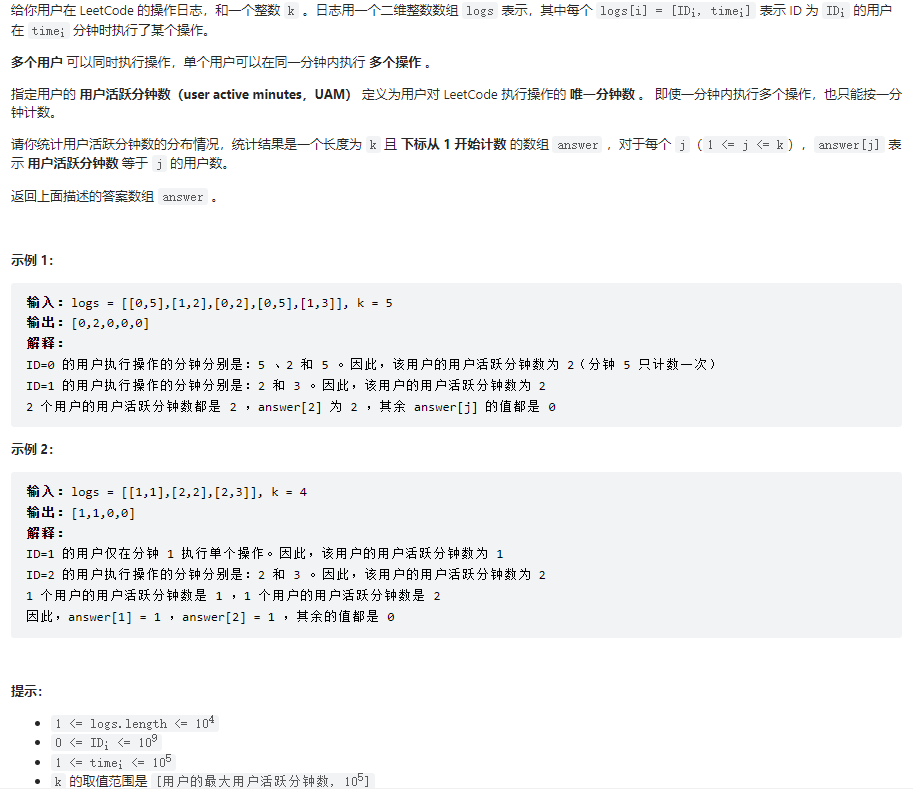 给你用户在 LeetCode 的操作日志，和一个整数 k 。日志用一个二维整数数组 logs 表示，其中每个 logs[i] = [IDi, timei] 表示 ID 为 IDi 的用户
在 timei 分钟时执行了某个操作。
多个用户 可以同时执行操作，单个用户可以在同一分钟内执行 多个操作 。
指定用户的 用户活跃分钟数（user active minutes，UAM） 定义为用户对 LeetCode 执行操作的 唯一分钟数 。 即使一分钟内执行多个操作，也只能按一分
钟计数。
请你统计用户活跃分钟数的分布情况，统计结果是一个长度为 k 且 下标从 1 开始计数 的数组 answer ，对于每个 j（1 <= j <= k），answer[j] 表
示 用户活跃分钟数 等于 j 的用户数。
返回上面描述的答案数组 answer 。
示例 1：
输入：logs = [[0,5],[1,2],[0,2],[0,5],[1,3]], k = 5
输出：[0,2,0,0,0]
解释：
ID=0 的用户执行操作的分钟分别是：5 、2 和 5 。因此，该用户的用户活跃分钟数为 2（分钟 5 只计数一次）
ID=1 的用户执行操作的分钟分别是：2 和 3 。因此，该用户的用户活跃分钟数为 2
2 个用户的用户活跃分钟数都是 2 ，answer[2] 为 2 ，其余 answer[j] 的值都是 0
示例 2：
输入：logs = [[1,1],[2,2],[2,3]], k = 4
输出：[1,1,0,0]
解释：
ID=1 的用户仅在分钟 1 执行单个操作。因此，该用户的用户活跃分钟数为 1
ID=2 的用户执行操作的分钟分别是：2 和 3 。因此，该用户的用户活跃分钟数为 2
1 个用户的用户活跃分钟数是 1 ，1 个用户的用户活跃分钟数是 2
因此，answer[1] = 1 ，answer[2] = 1 ，其余的值都是 0
提示：
• 1 <= logs.length <= 10⁴
• 0 <= IDi <= 10⁹
• 1 <= timei <= 10⁵
• k 的取值范围是 [用户的最大用户活跃分钟数, 10⁵]